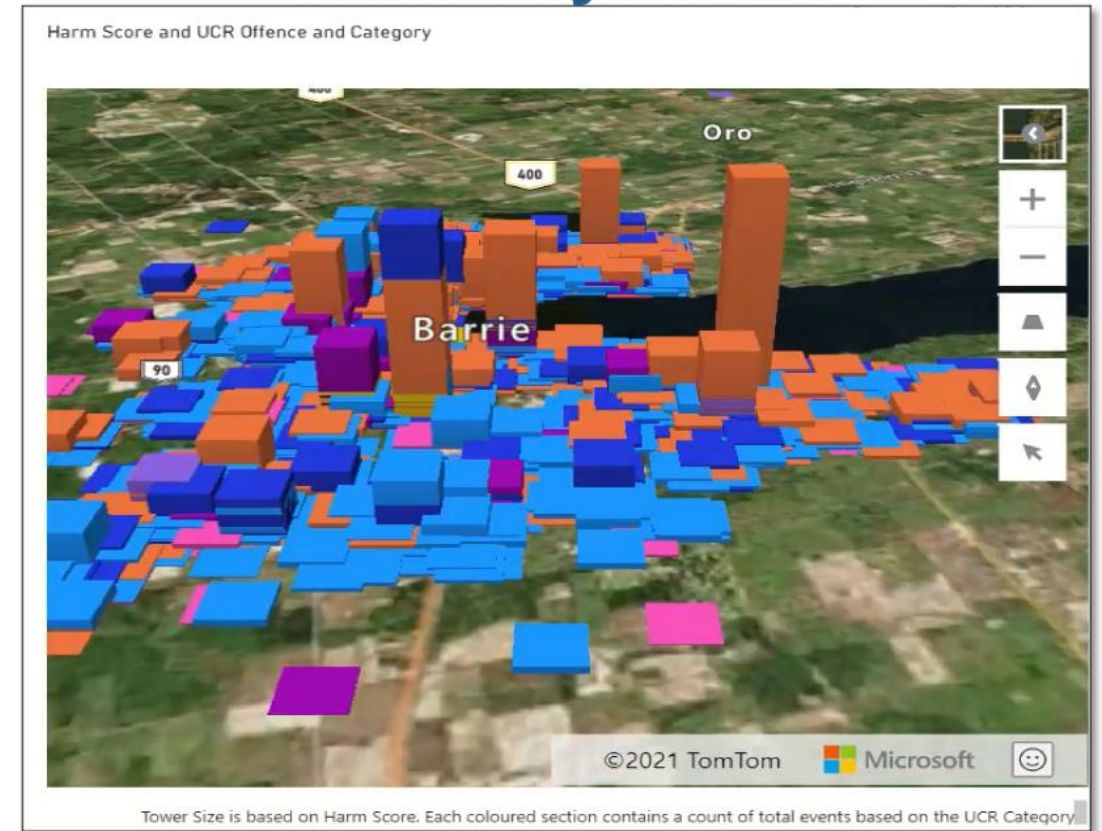 Harm Score and UCR Offence and Category
400
Oro
400
Barrie
90
©2021 TomTom
Microsoft
Tower Size is based on Harm Score. Each coloured section contains a count of total events based on the UCR Category